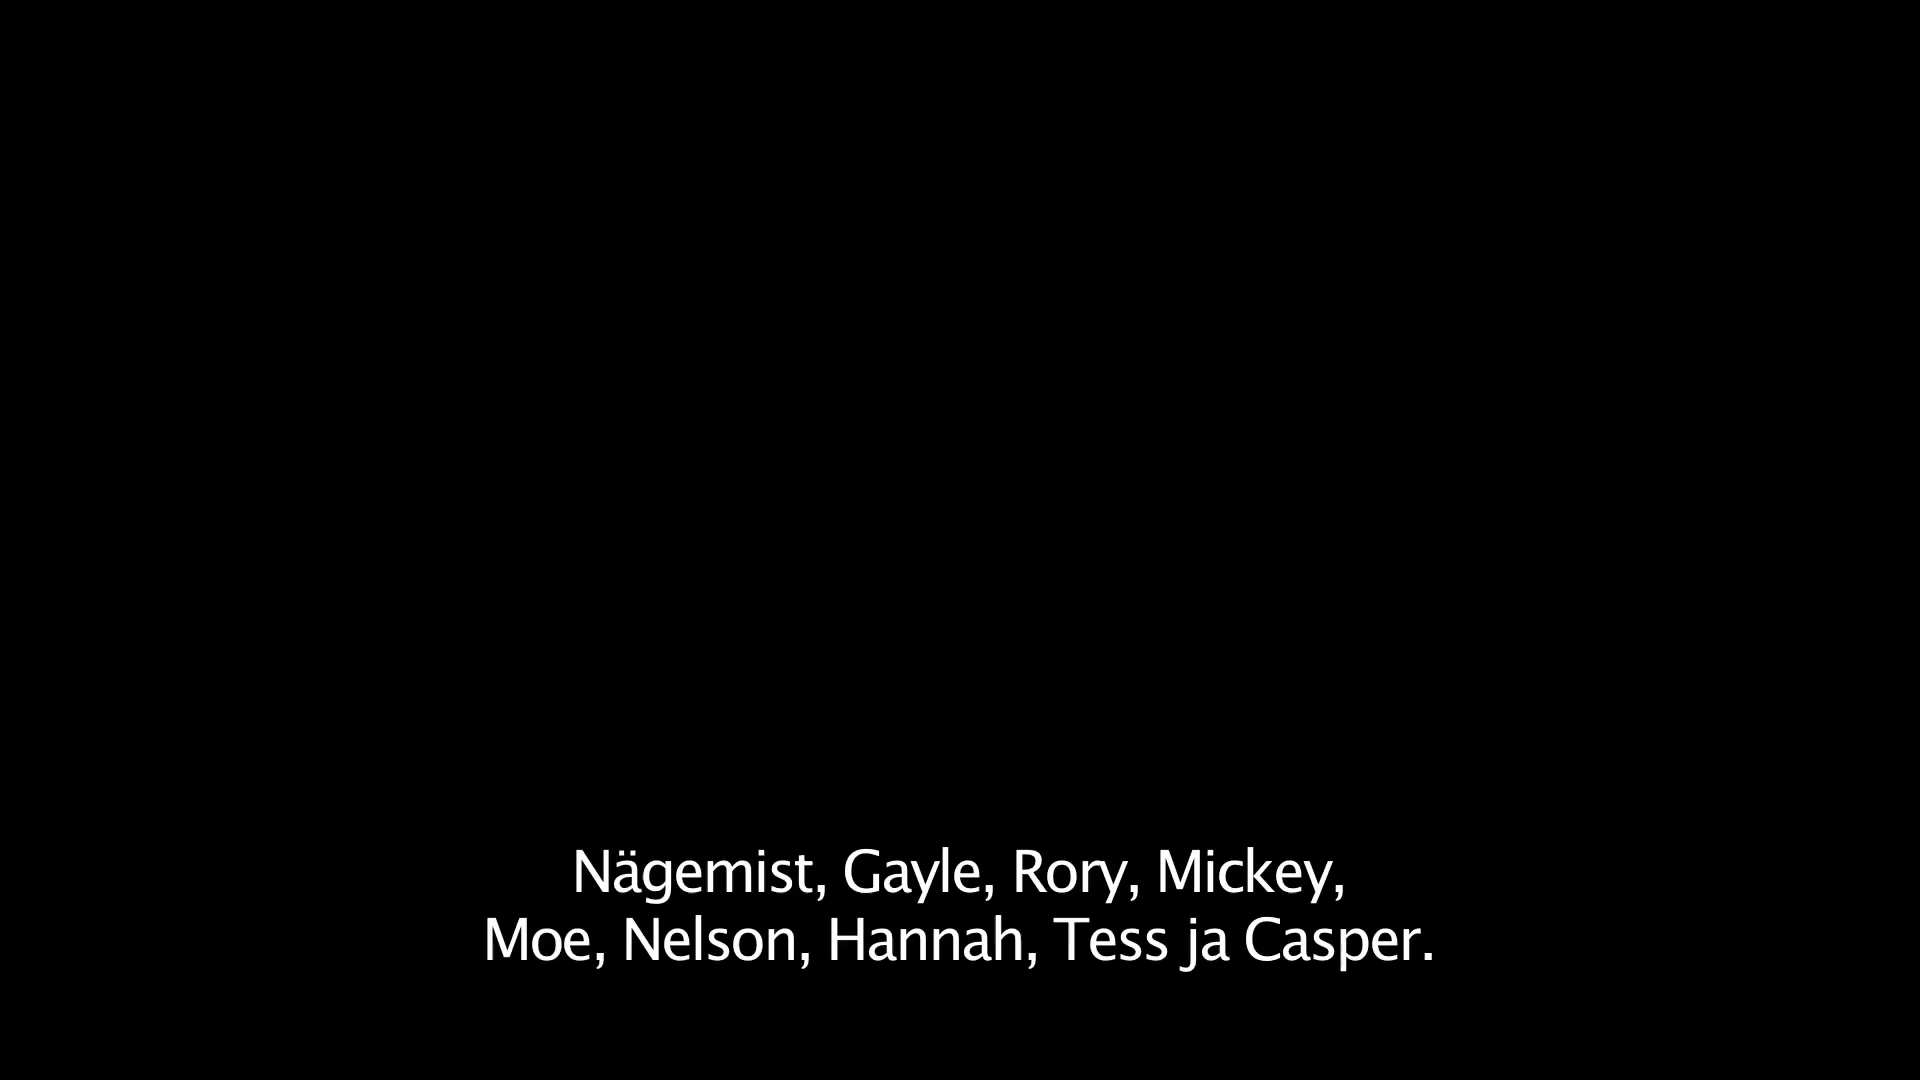 Nägemist, Gayle, Rory, Mickey,
Moe, Nelson, Hannah, Tess ja Casper.